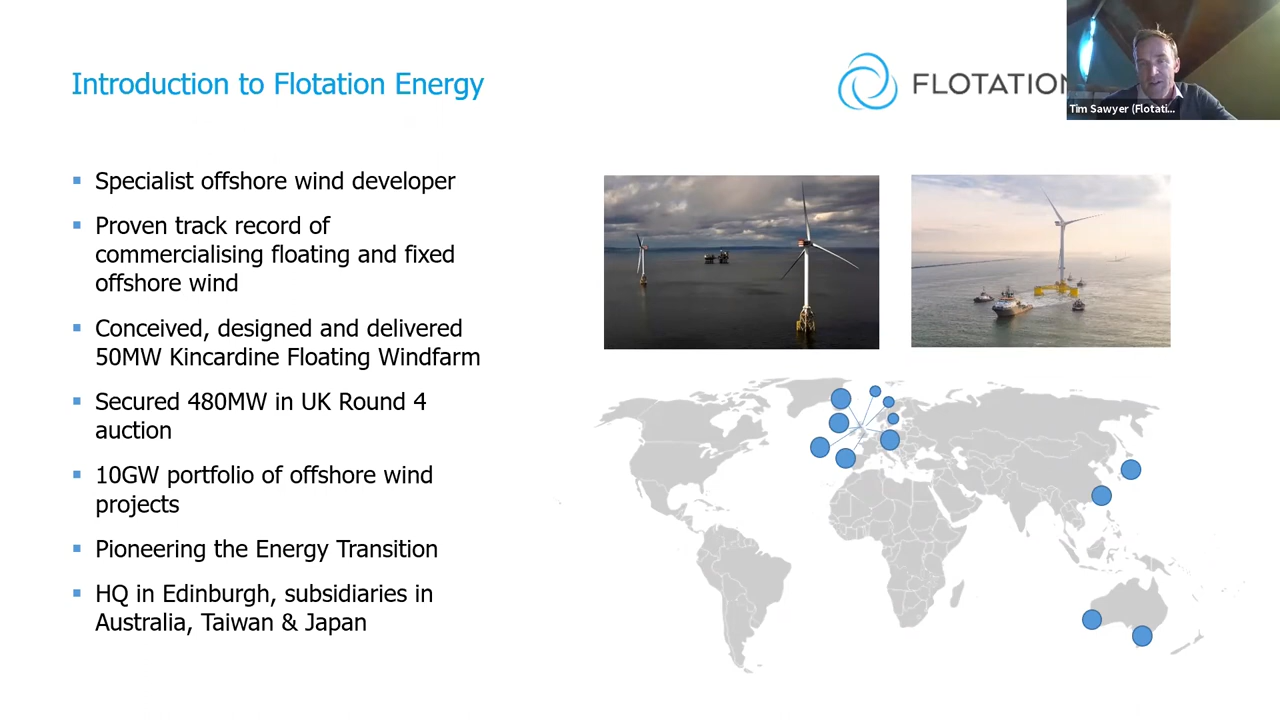 Introduction to Flotation Energy
FLOTATION
Tim Sawyer (Flotati...
Specialist offshore wind developer
Proven track record of
commercialising floating and fixed
offshore wind
Conceived, designed and delivered
50MW Kincardine Floating Windfarm
Secured 480MW in UK Round 4
auction
10GW portfolio of offshore wind
projects
Pioneering the Energy Transition
HQ in Edinburgh, subsidiaries in
Australia, Taiwan & Japan